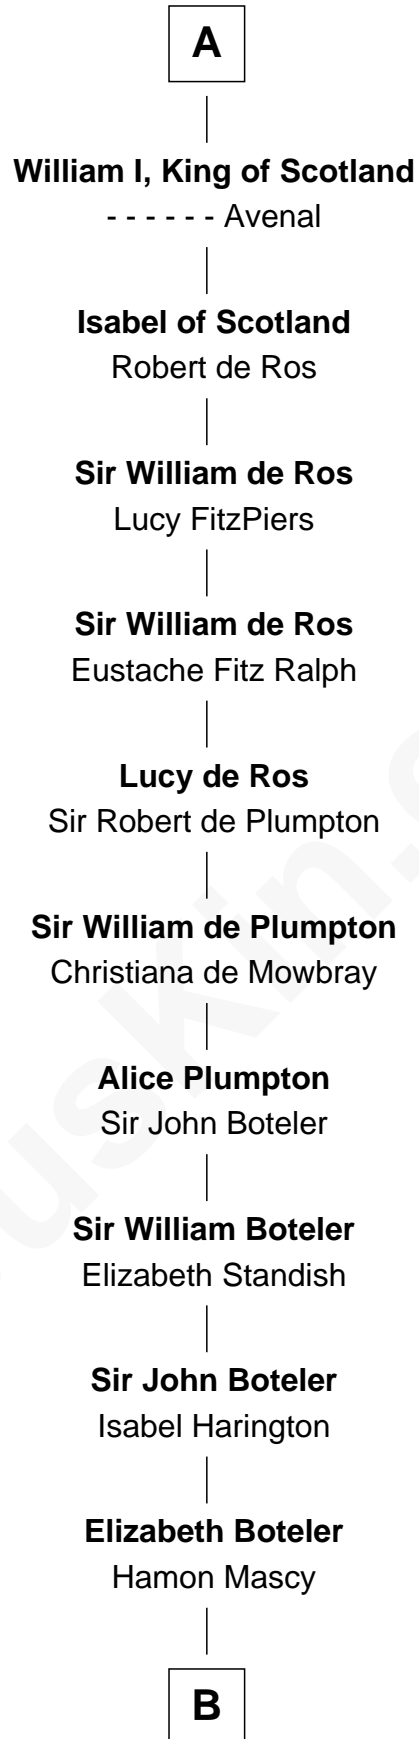 A
William I, King of Scotland
- - - - - - Avenal
Isabel of Scotland
Robert de Ros
Sir William de Ros
Lucy FitzPiers
Sir William de Ros
Eustache Fitz Ralph
Lucy de Ros
Sir Robert de Plumpton
Sir William de Plumpton
Christiana de Mowbray
Alice Plumpton
Sir John Boteler
Sir William Boteler
Elizabeth Standish
Sir John Boteler
Isabel Harington
Elizabeth Boteler
Hamon Mascy
B